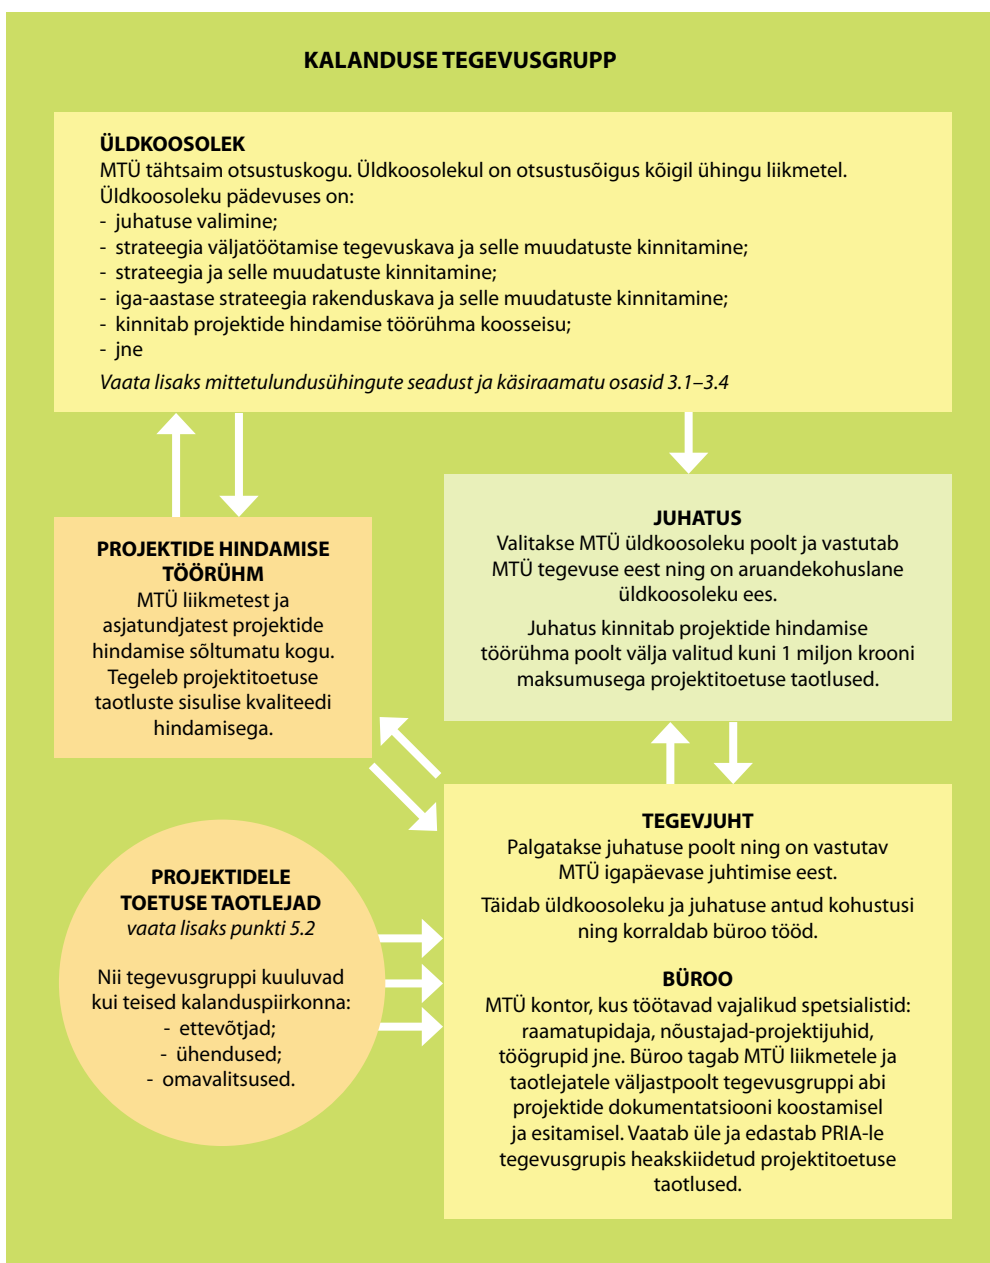 KALANDUSE TEGEVUSGRUPP
ÜLDKOOSOLEK
MTÜ tähtsaim otsustuskogu. Üldkoosolekul on otsustusõigus kõigil ühingu liikmetel.
Üldkoosoleku pädevuses on:
- juhatuse valimine;
- strateegia väljatöötamise tegevuskava ja selle muudatuste kinnitamine;
- strateegia ja selle muudatuste kinnitamine;
- iga-aastase strateegia rakenduskava ja selle muudatuste kinnitamine;
- kinnitab projektide hindamise töörühma koosseisu;
- jne
Vaata lisaks mittetulundusühingute seadust ja käsiraamatu osasid 3.1–3.4
PROJEKTIDE HINDAMISE
TÖÖRÜHM
MTÜ liikmetest ja
asjatundjatest projektide
hindamise sõltumatu kogu.
Tegeleb projektitoetuse
taotluste sisulise kvaliteedi
hindamisega.
JUHATUS
Valitakse MTÜ üldkoosoleku poolt ja vastutab
MTÜ tegevuse eest ning on aruandekohuslane
üldkoosoleku ees.
Juhatus kinnitab projektide hindamise
töörühma poolt välja valitud kuni 1 miljon krooni
maksumusega projektitoetuse taotlused.
PROJEKTIDELE
TOETUSE TAOTLEJAD
vaata lisaks punkti 5.2
Nii tegevusgruppi kuuluvad
kui teised kalanduspiirkonna:
- ettevõtjad;
- ühendused;
- omavalitsused.
TEGEVJUHT
Palgatakse juhatuse poolt ning on vastutav
MTÜ igapäevase juhtimise eest.
Täidab üldkoosoleku ja juhatuse antud kohustusi
ning korraldab büroo tööd.
BÜROO
MTÜ kontor, kus töötavad vajalikud spetsialistid:
raamatupidaja, nõustajad-projektijuhid,
töögrupid jne. Büroo tagab MTÜ liikmetele ja
taotlejatele väljastpoolt tegevusgruppi abi
projektide dokumentatsiooni koostamisel
ja esitamisel. Vaatab üle ja edastab PRIA-le
tegevusgrupis heakskiidetud projektitoetuse
taotlused.